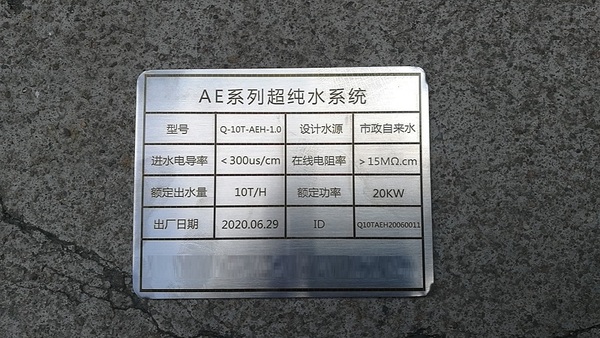 AE系列超纯水系统
型号 Q-10T-AEH-1.0 设计水源 市政自来水
进水电导率 <300us/cm 在线电阻率 >15MΩ.cm
额定出水量 10T/H 额定功率 20KW
出厂日期 2020.06.29 ID Q10TAEH20060011